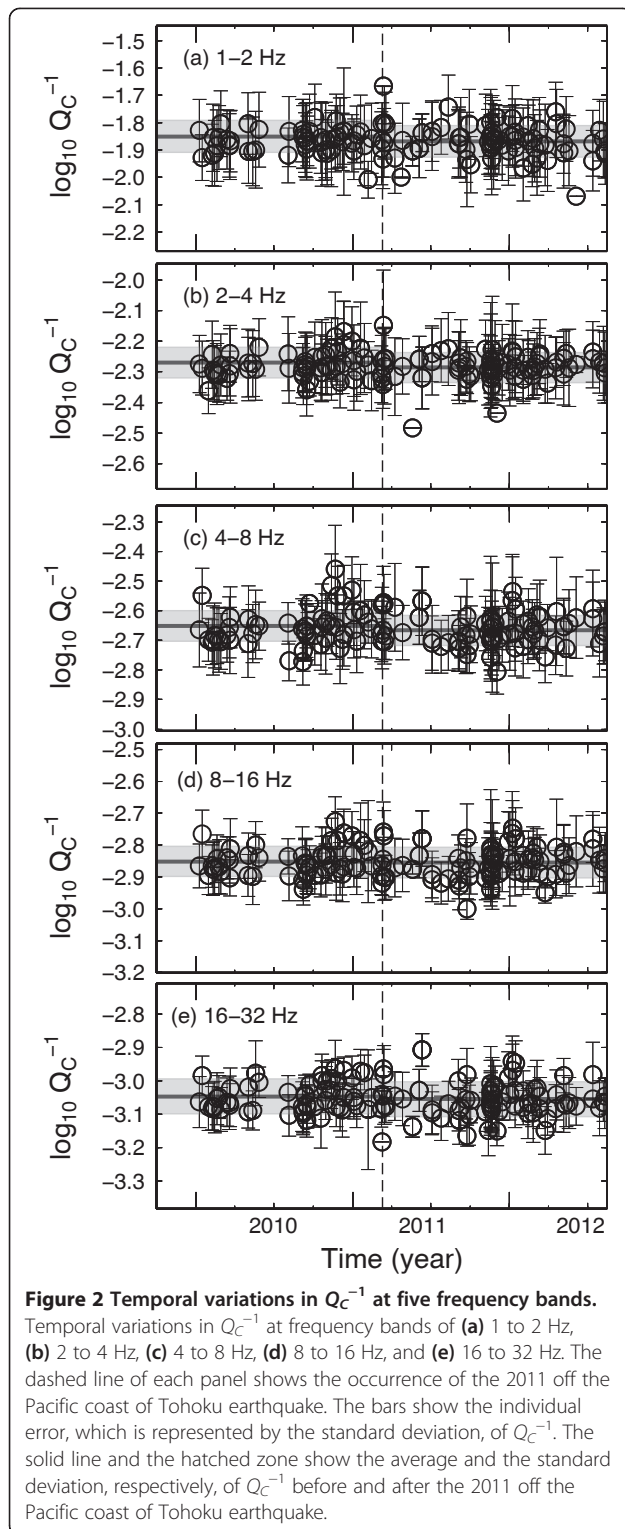 −1.5
−1.6
−1.7
−1.8
−1.9
−2.0
−2.1
−2.2
log₁₀ Q_C⁻¹
(a) 1–2 Hz
−2.0
−2.1
−2.2
−2.3
−2.4
−2.5
−2.6
log₁₀ Q_C⁻¹
(b) 2–4 Hz
−2.3
−2.4
−2.5
−2.6
−2.7
−2.8
−2.9
−3.0
log₁₀ Q_C⁻¹
(c) 4–8 Hz
−2.5
−2.6
−2.7
−2.8
−2.9
−3.0
−3.1
−3.2
log₁₀ Q_C⁻¹
(d) 8–16 Hz
−2.8
−2.9
−3.0
−3.1
−3.2
−3.3
log₁₀ Q_C⁻¹
(e) 16–32 Hz
2010 2011 2012
Time (year)
Figure 2 Temporal variations in Q_C⁻¹ at five frequency bands.
Temporal variations in Q_C⁻¹ at frequency bands of (a) 1 to 2 Hz,
(b) 2 to 4 Hz, (c) 4 to 8 Hz, (d) 8 to 16 Hz, and (e) 16 to 32 Hz. The
dashed line of each panel shows the occurrence of the 2011 off the
Pacific coast of Tohoku earthquake. The bars show the individual
error, which is represented by the standard deviation, of Q_C⁻¹. The
solid line and the hatched zone show the average and the standard
deviation, respectively, of Q_C⁻¹ before and after the 2011 off the
Pacific coast of Tohoku earthquake.